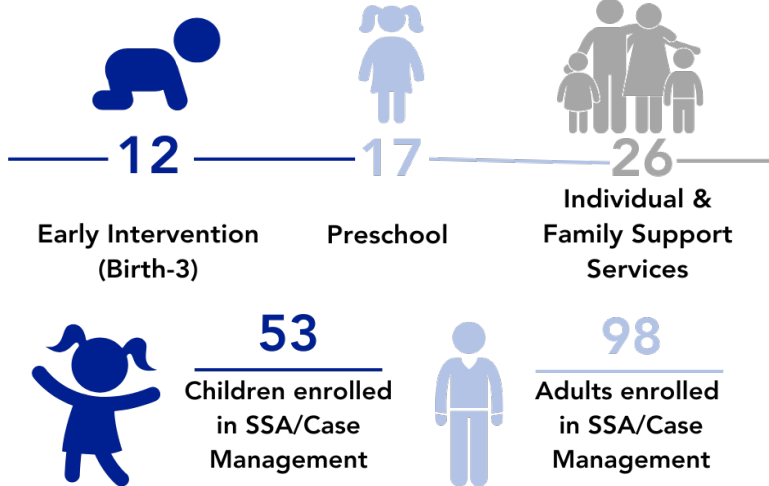 12
17
26
Early Intervention
(Birth-3)
Preschool
Individual &
Family Support
Services
53
Children enrolled
in SSA/Case
Management
98
Adults enrolled
in SSA/Case
Management